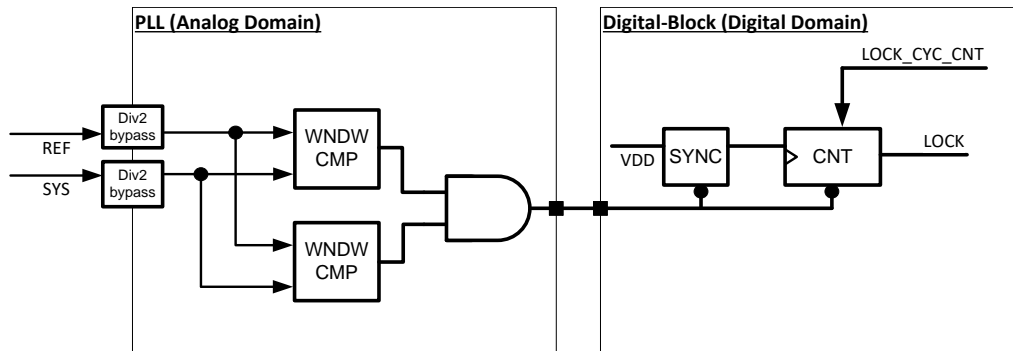 PLL (Analog Domain)
Digital-Block (Digital Domain)
LOCK_CYC_CNT
Div2
bypass
REF
WNDW
CMP
VDD
SYNC
CNT
LOCK
Div2
bypass
SYS
WNDW
CMP